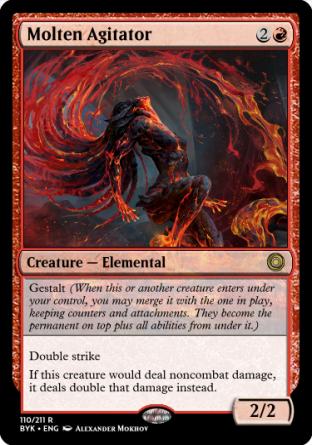 Molten Agitator 2
Creature — Elemental
Gestalt (When this or another creature enters under
your control, you may merge it with the one in play,
keeping counters and attachments. They become the
permanent on top plus all abilities from under it.)
Double strike
If this creature would deal noncombat damage,
it deals double that damage instead.
2/2
110/211 R
BYK • ENG Alexander Mokhov